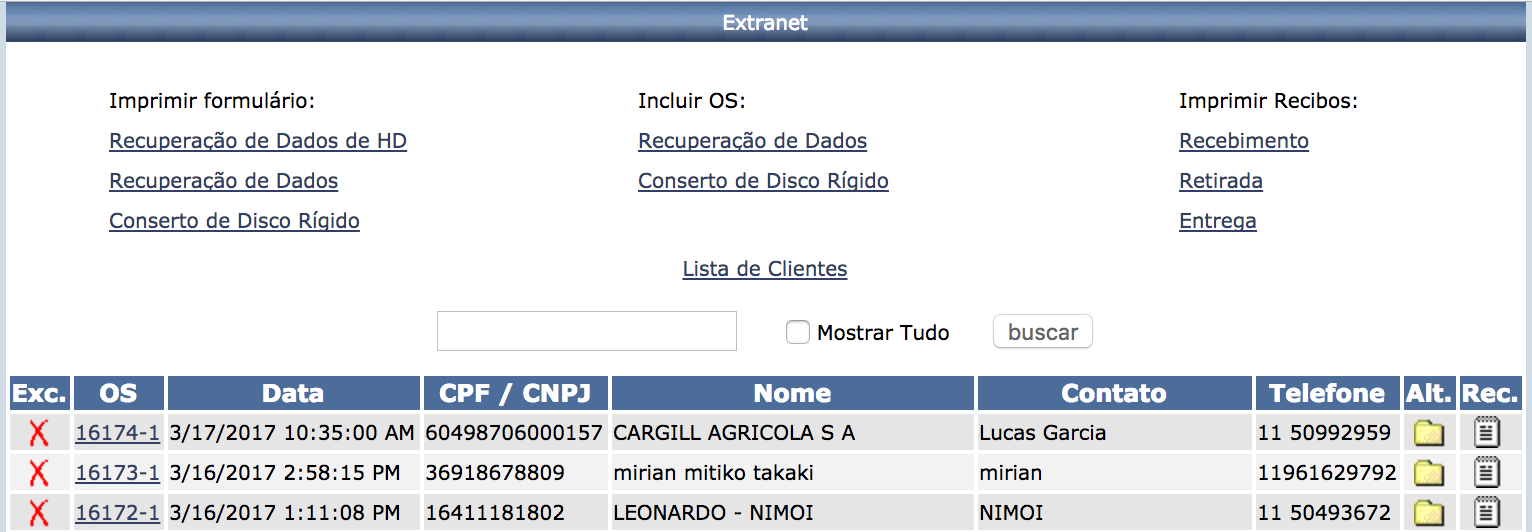 Extranet
Imprimir formulário: Incluir OS: Imprimir Recibos:
Recuperação de Dados de HD Recuperação de Dados Recebimento
Recuperação de Dados Conserto de Disco Rígido Retirada
Conserto de Disco Rígido Entrega
Lista de Clientes
Mostrar Tudo buscar
Exc. OS Data CPF / CNPJ Nome Contato Telefone Alt. Rec.
16174-1 3/17/2017 10:35:00 AM 60498706000157 CARGILL AGRICOLA S A Lucas Garcia 11 50992959
16173-1 3/16/2017 2:58:15 PM 36918678809 mirian mitiko takaki mirian 11961629792
16172-1 3/16/2017 1:11:08 PM 16411181802 LEONARDO - NIMOI NIMOI 11 50493672